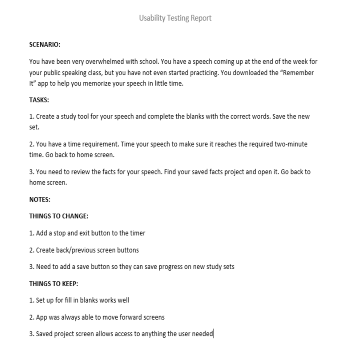 Usability Testing Report
SCENARIO:
You have been very overwhelmed with school. You have a speech coming up at the end of the week for
your public speaking class, but you have not even started practicing. You downloaded the “Remember
It” app to help you memorize your speech in little time.
TASKS:
1. Create a study tool for your speech and complete the blanks with the correct words. Save the new
set.
2. You have a time requirement. Time your speech to make sure it reaches the required two-minute
time. Go back to home screen.
3. You need to review the facts for your speech. Find your saved facts project and open it. Go back to
home screen.
NOTES:
THINGS TO CHANGE:
1. Add a stop and exit button to the timer
2. Create back/previous screen buttons
3. Need to add a save button so they can save progress on new study sets
THINGS TO KEEP:
1. Set up for fill in blanks works well
2. App was always able to move forward screens
3. Saved project screen allows access to anything the user needed